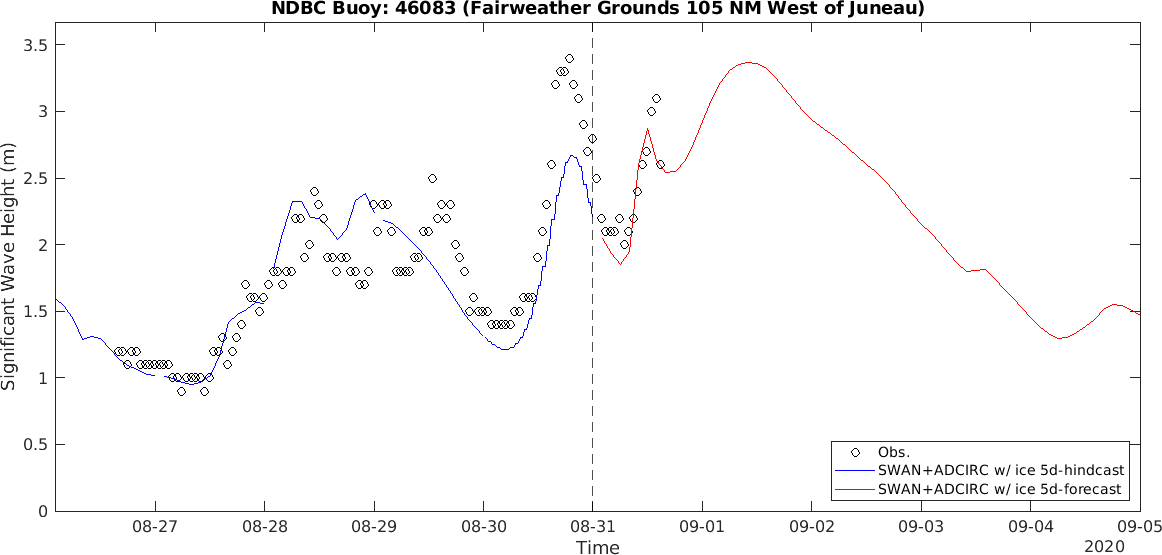 NDBC Buoy: 46083 (Fairweather Grounds 105 NM West of Juneau)
3.5
3
2.5
2
1.5
1
0.5
0
Significant Wave Height (m)
Obs.
SWAN+ADCIRC w/ ice 5d-hindcast
SWAN+ADCIRC w/ ice 5d-forecast
08-27 08-28 08-29 08-30 08-31 09-01 09-02 09-03 09-04 09-05
Time
2020